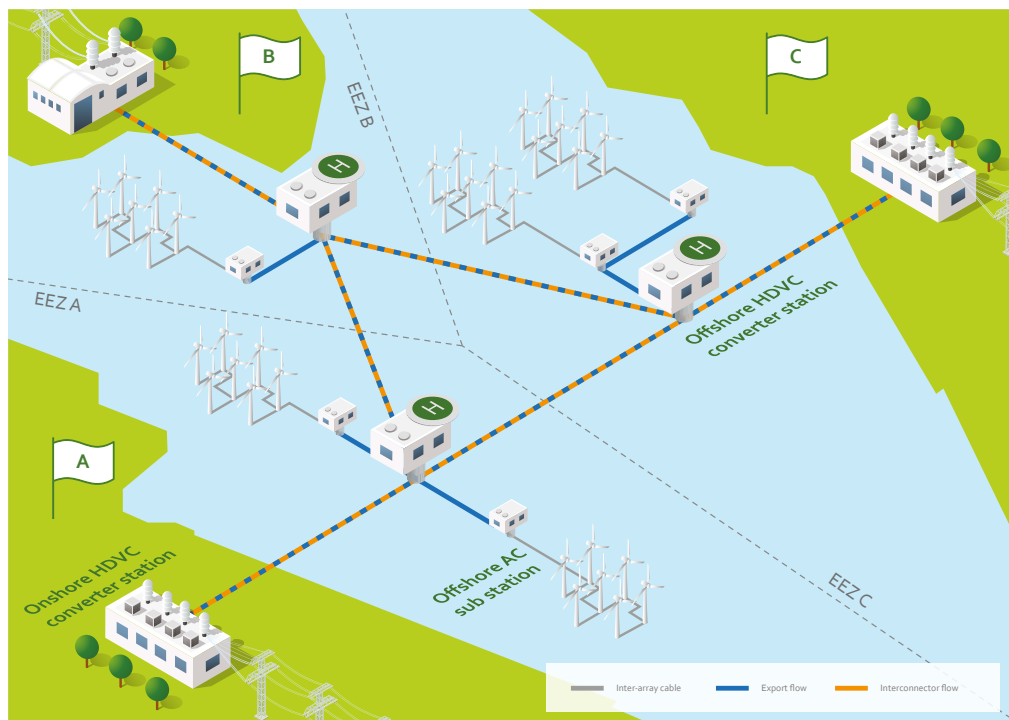 B
C
EEZ B
H
H
EEZ A
Offshore HDVC
converter station
H
A
Onshore HDVC
converter station
Offshore AC
sub station
EEZ C
Inter-array cable
Export flow
Interconnector flow